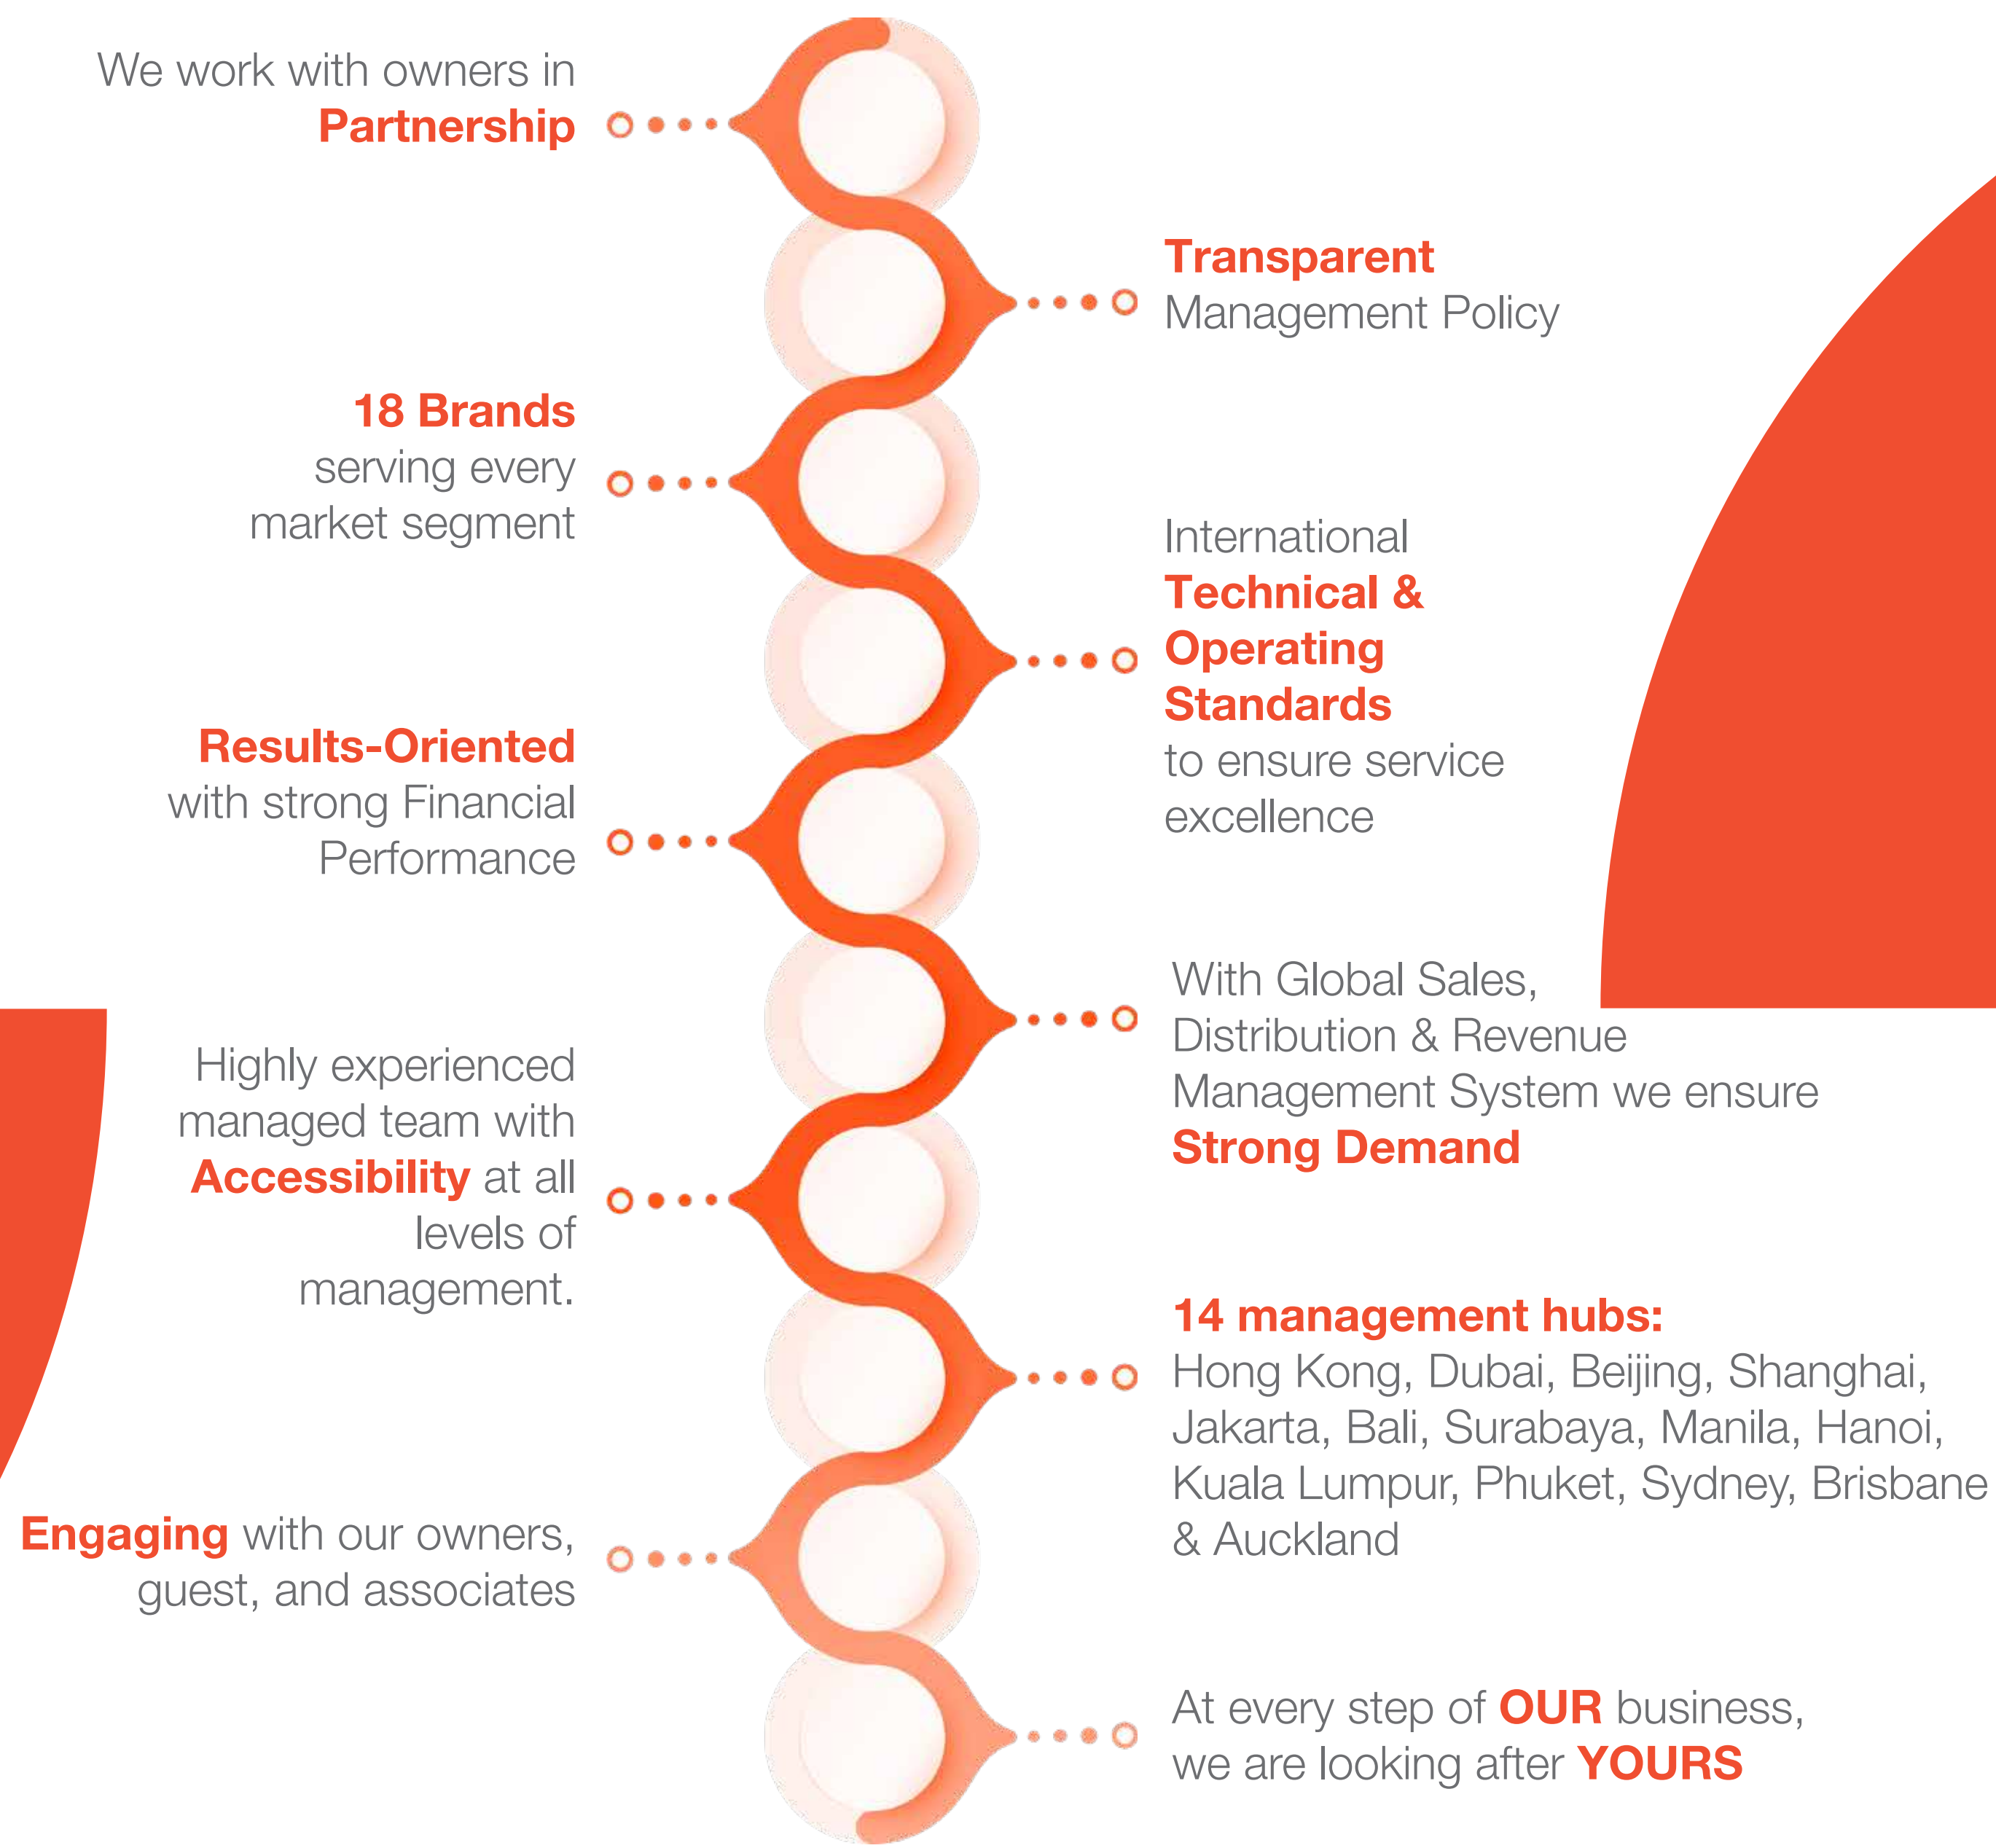 We work with owners in
Partnership
Transparent
Management Policy
18 Brands
serving every
market segment
International
Technical &
Operating
Standards
to ensure service
excellence
Results-Oriented
with strong Financial
Performance
With Global Sales,
Distribution & Revenue
Management System we ensure
Strong Demand
Highly experienced
managed team with
Accessibility at all
levels of
management.
14 management hubs:
Hong Kong, Dubai, Beijing, Shanghai,
Jakarta, Bali, Surabaya, Manila, Hanoi,
Kuala Lumpur, Phuket, Sydney, Brisbane
& Auckland
Engaging with our owners,
guest, and associates
At every step of OUR business,
we are looking after YOURS